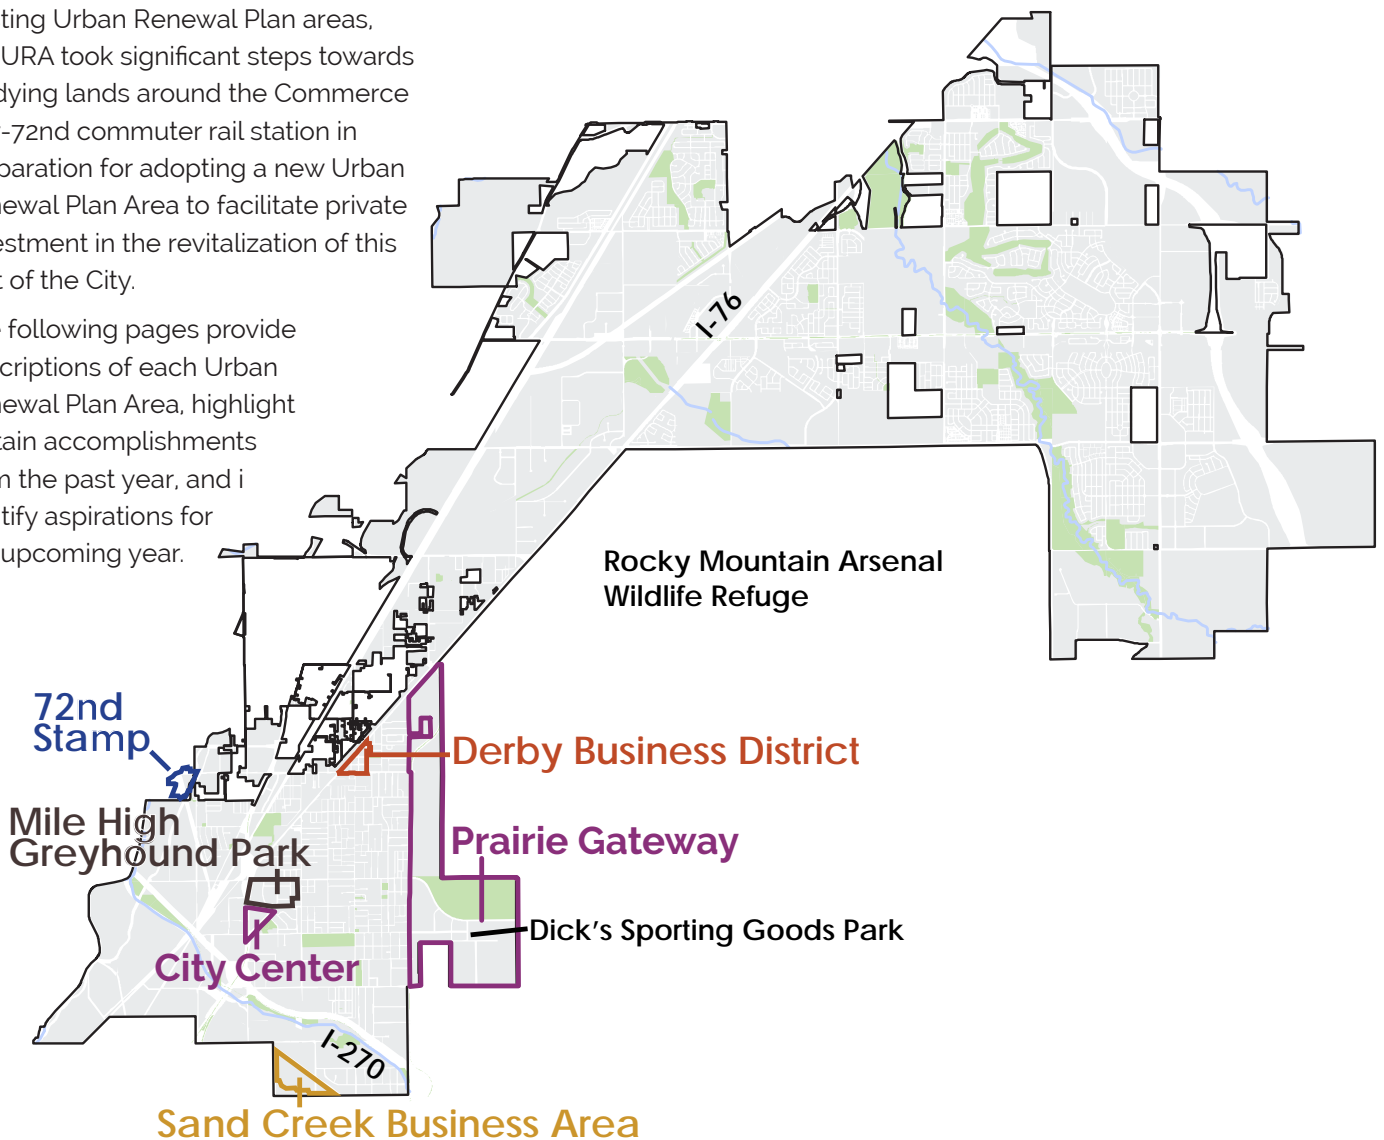 ting Urban Renewal Plan areas,
URA took significant steps towards
dying lands around the Commerce
-72nd commuter rail station in
paration for adopting a new Urban
newal Plan Area to facilitate private
estment in the revitalization of this
t of the City.
e following pages provide
scriptions of each Urban
newal Plan Area, highlight
tain accomplishments
m the past year, and i
tify aspirations for
upcoming year.
I-76
Rocky Mountain Arsenal
Wildlife Refuge
72nd
Stamp
Derby Business District
Mile High
Greyhound Park
Prairie Gateway
Dick's Sporting Goods Park
City Center
I-270
Sand Creek Business Area